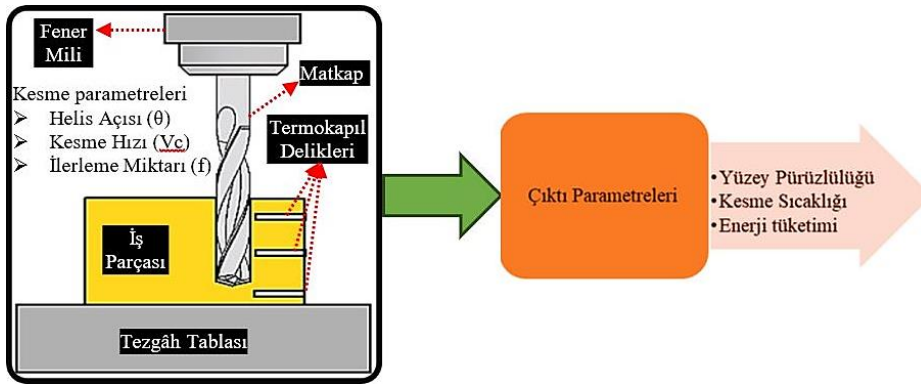 Fener
Mili
Matkap
Kesme parametreleri
➤ Helis Açısı (θ)
➤ Kesme Hızı (Vc)
➤ İlerleme Miktarı (f)
Termokapıl
Delikleri
İş
Parçası
Tezgâh Tablası
Çıktı Parametreleri
•Yüzey Pürüzlülüğü
•Kesme Sıcaklığı
•Enerji tüketimi